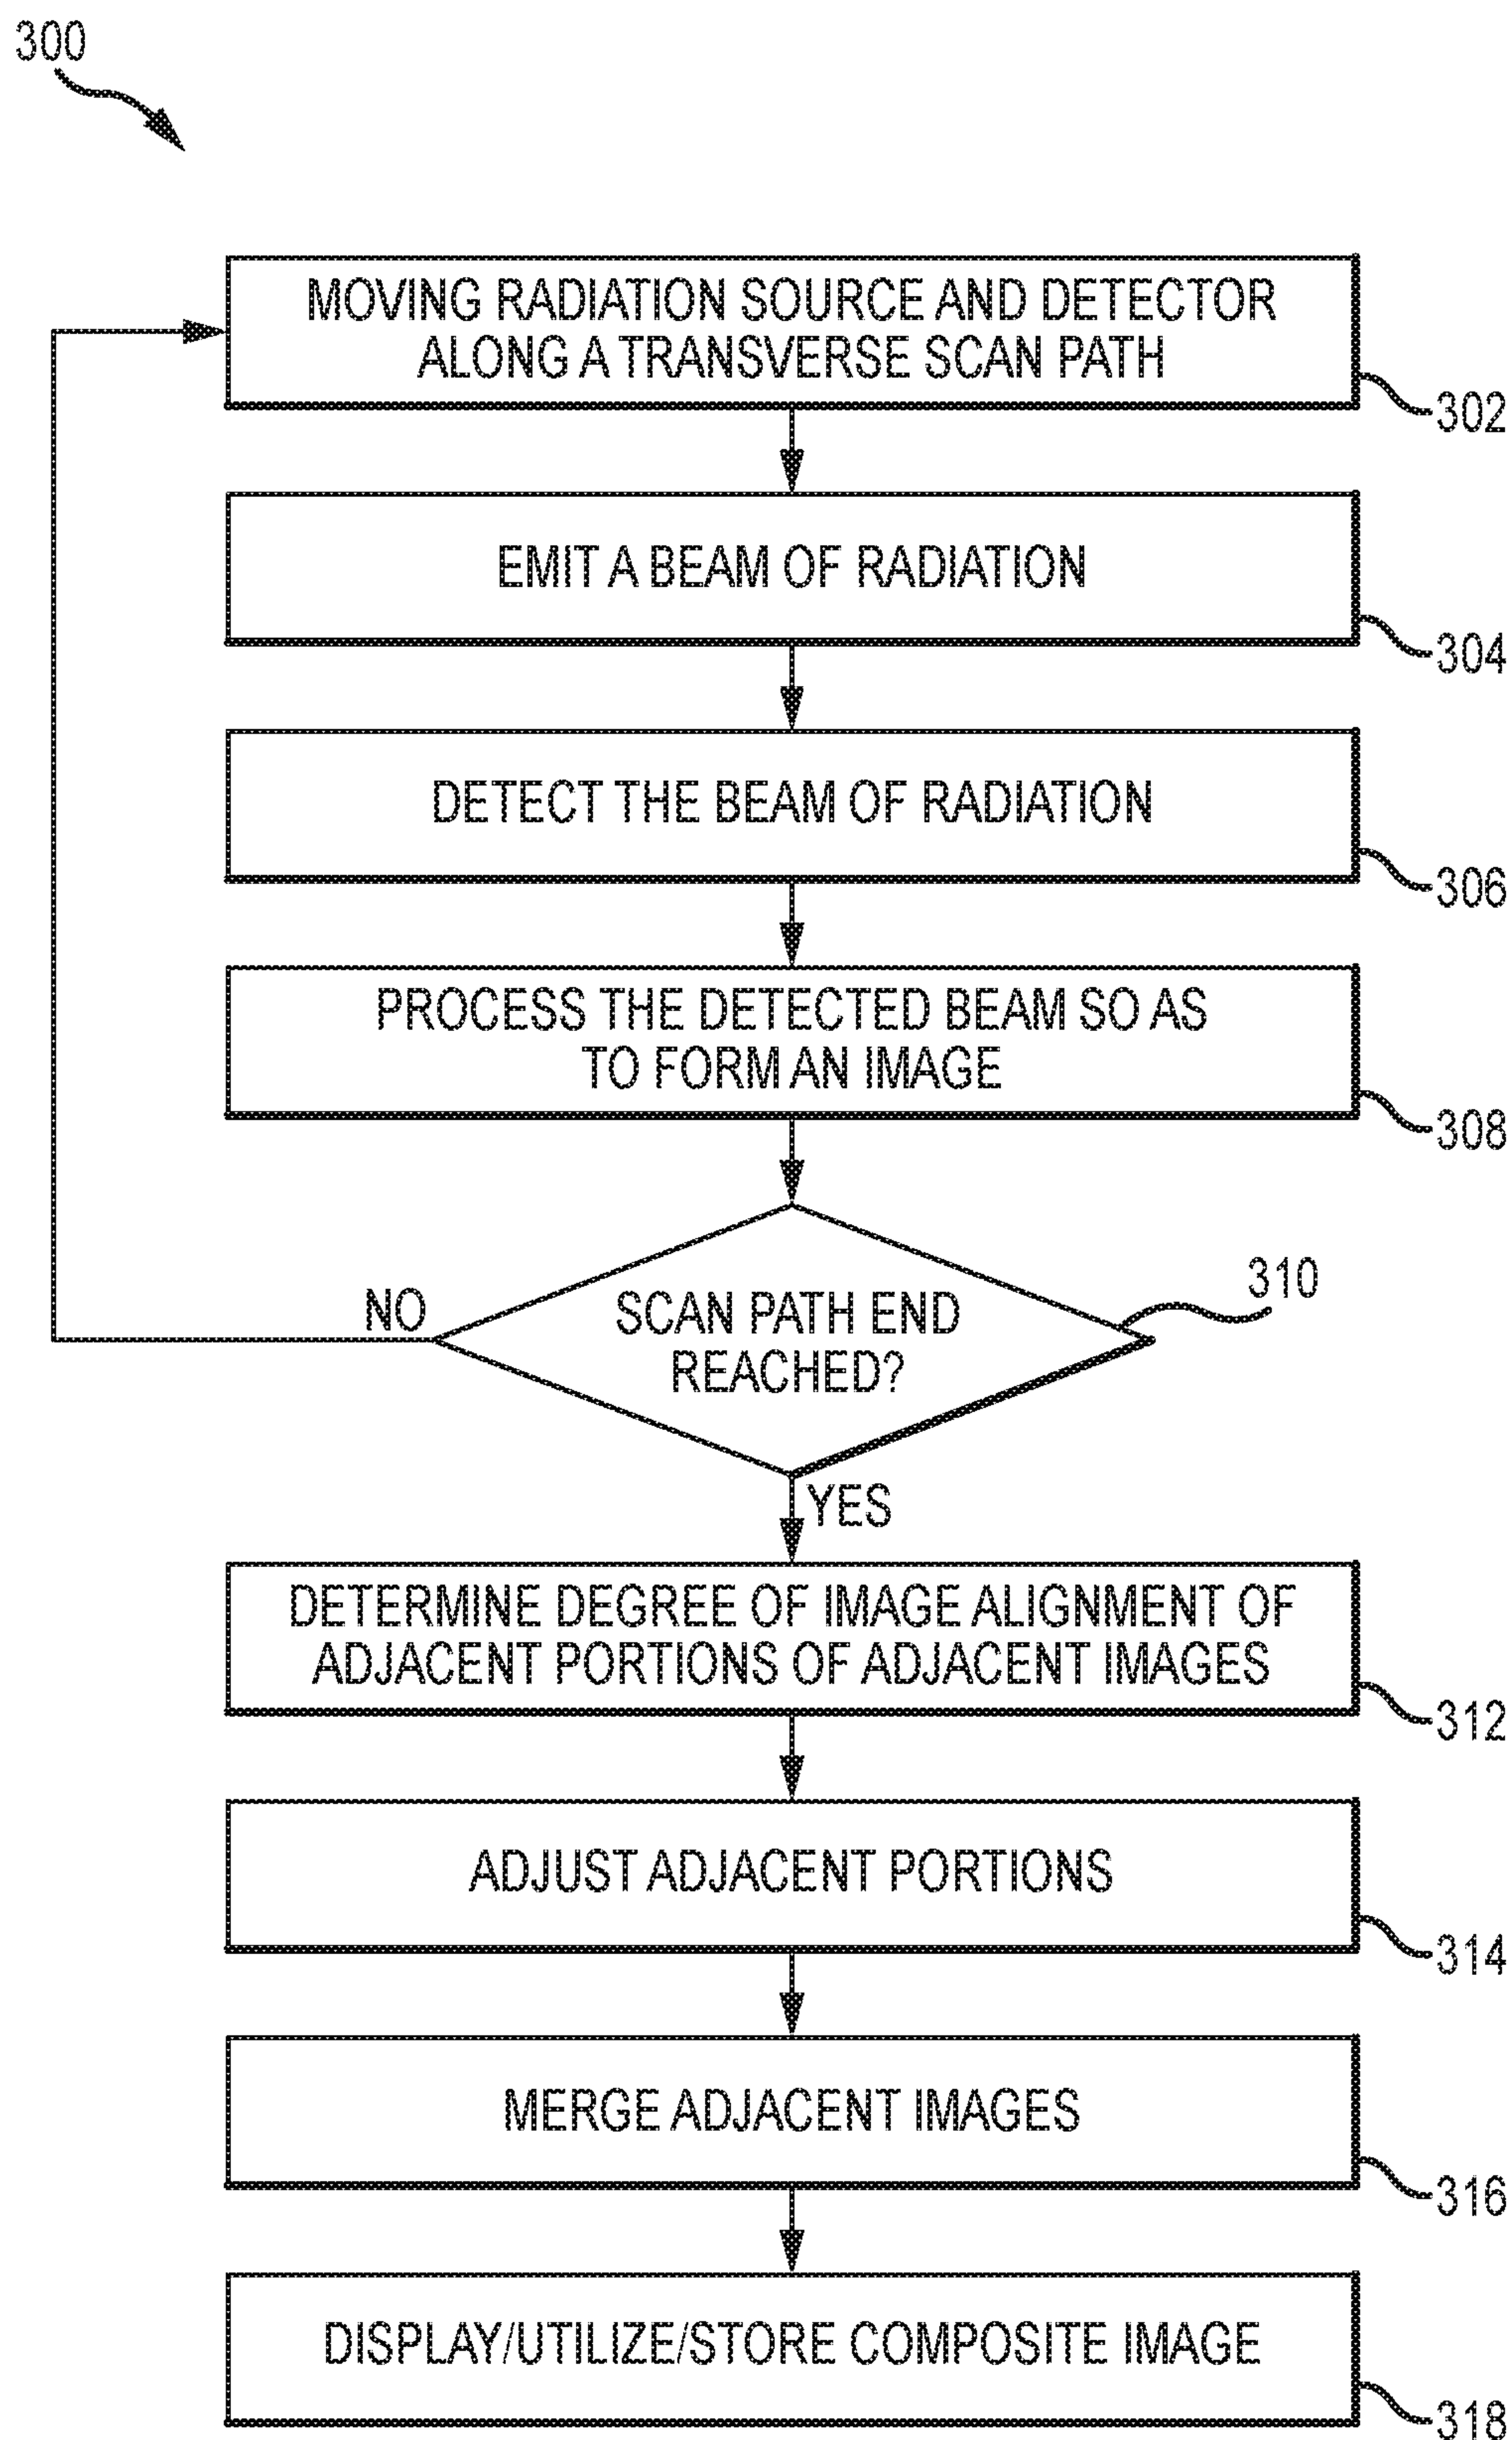 300
MOVING RADIATION SOURCE AND DETECTOR
ALONG A TRANSVERSE SCAN PATH
302
EMIT A BEAM OF RADIATION
304
DETECT THE BEAM OF RADIATION
306
PROCESS THE DETECTED BEAM SO AS
TO FORM AN IMAGE
308
310
NO
SCAN PATH END
REACHED?
YES
DETERMINE DEGREE OF IMAGE ALIGNMENT OF
ADJACENT PORTIONS OF ADJACENT IMAGES
312
ADJUST ADJACENT PORTIONS
314
MERGE ADJACENT IMAGES
316
DISPLAY/UTILIZE/STORE COMPOSITE IMAGE
318